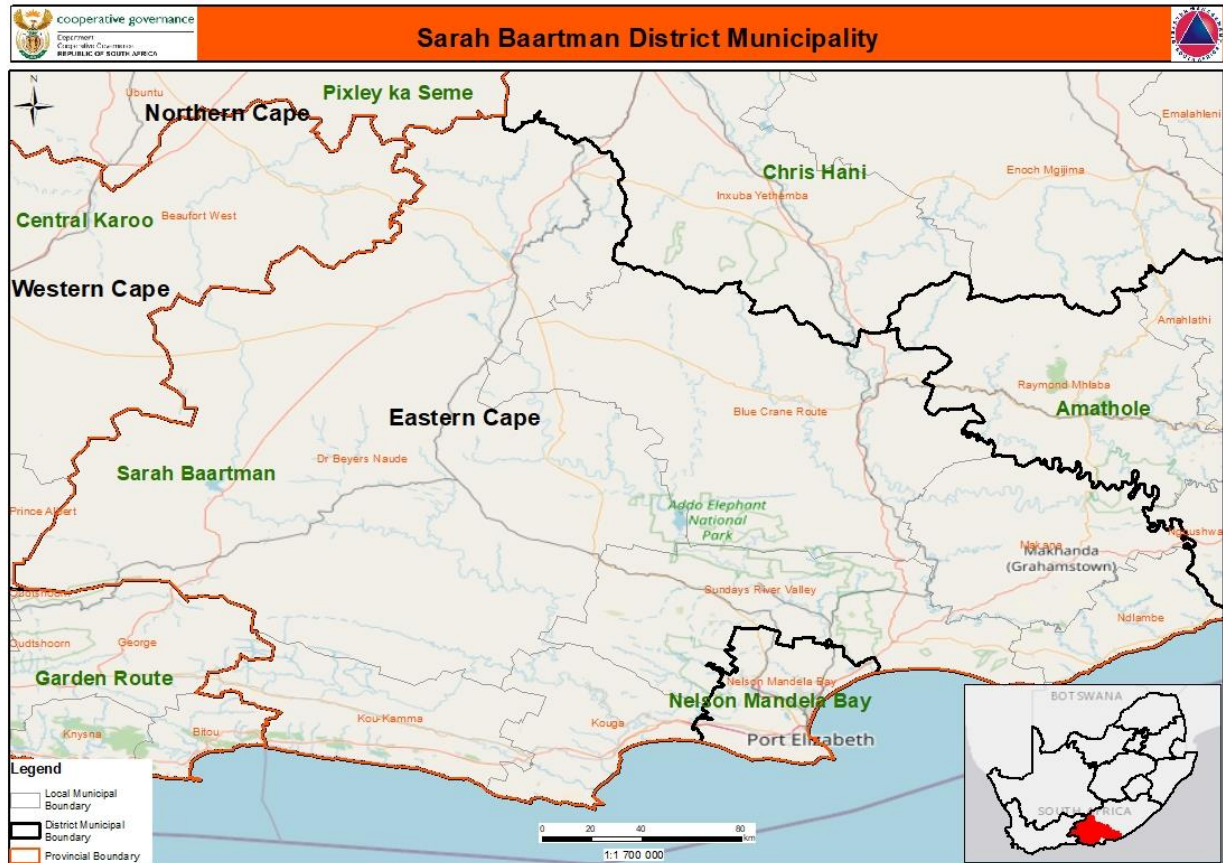 cooperative governance
Department
Cooperative Governance
REPUBLIC OF SOUTH AFRICA
Sarah Baartman District Municipality
N
Ubuntu
Northern Cape
Pixley ka Seme
Emalahleni
Chris Hani
Enoch Mgijima
Inxuba Yethemba
Central Karoo
Beaufort West
Western Cape
Amahlathi
Raymond Mhlaba
Amathole
Eastern Cape
Blue Crane Route
Dr Beyers Naude
Sarah Baartman
Prince Albert
Addo Elephant
National
Park
Makana
Makhanda
(Grahamstown)
Sundays River Valley
Ndlambe
Oudtshoorn
George
Garden Route
Nelson Mandela Bay
Nelson Mandela Bay
Kou-Kamma
Kouga
Knysna
Bitou
Port Elizabeth
Legend
Local Municipal
Boundary
District Municipal
Boundary
Provincial Boundary
0 20 40 80
km
1:1 700 000
BOTSWANA
SOUTH AFRICA